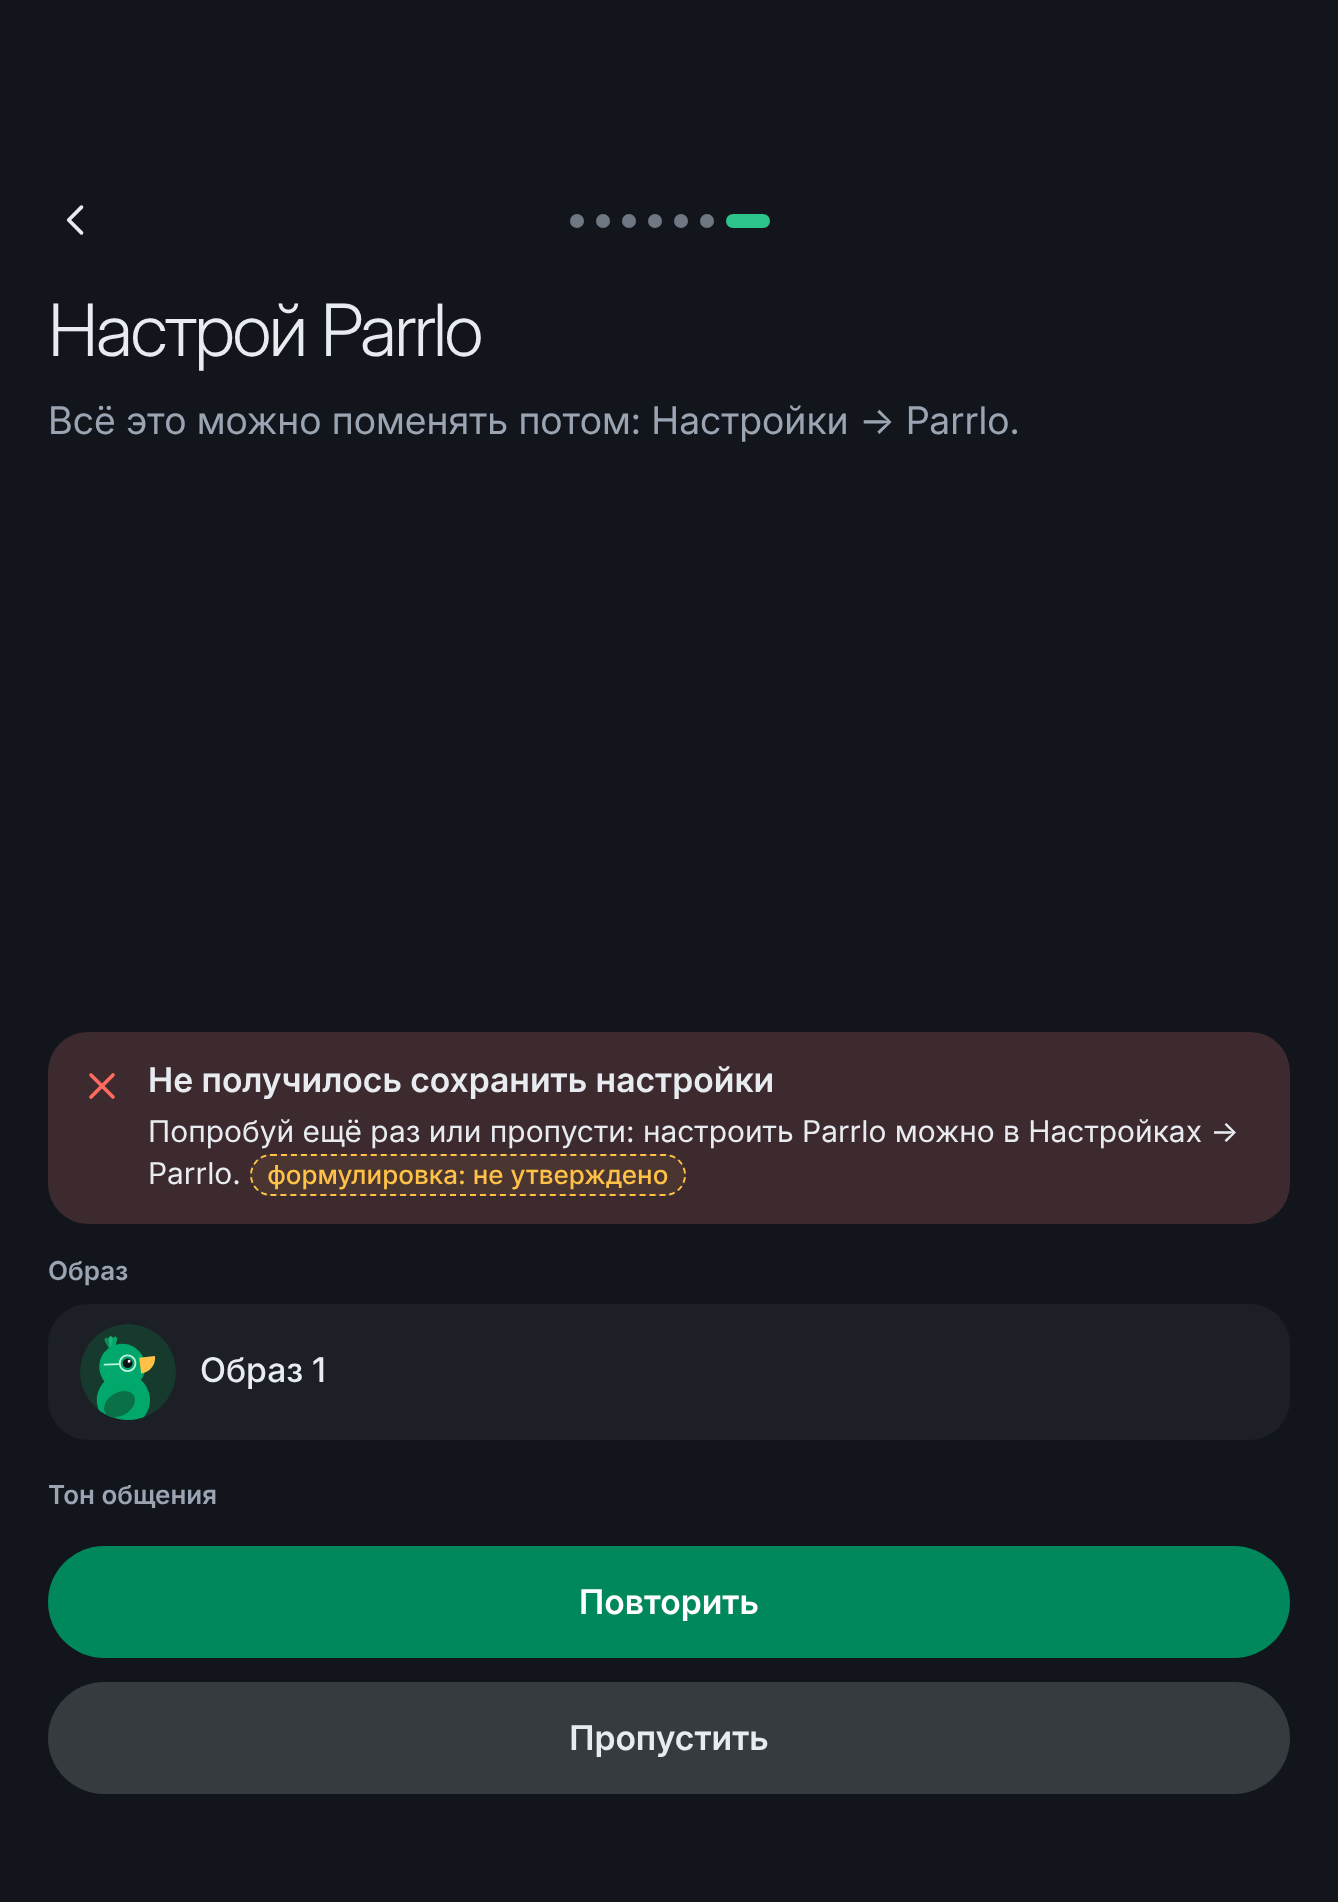 Настрой Parrlo
Всё это можно поменять потом: Настройки → Parrlo.
Не получилось сохранить настройки
Попробуй ещё раз или пропусти: настроить Parrlo можно в Настройках →
Parrlo. формулировка: не утверждено
Образ
Образ 1
Тон общения
Повторить
Пропустить